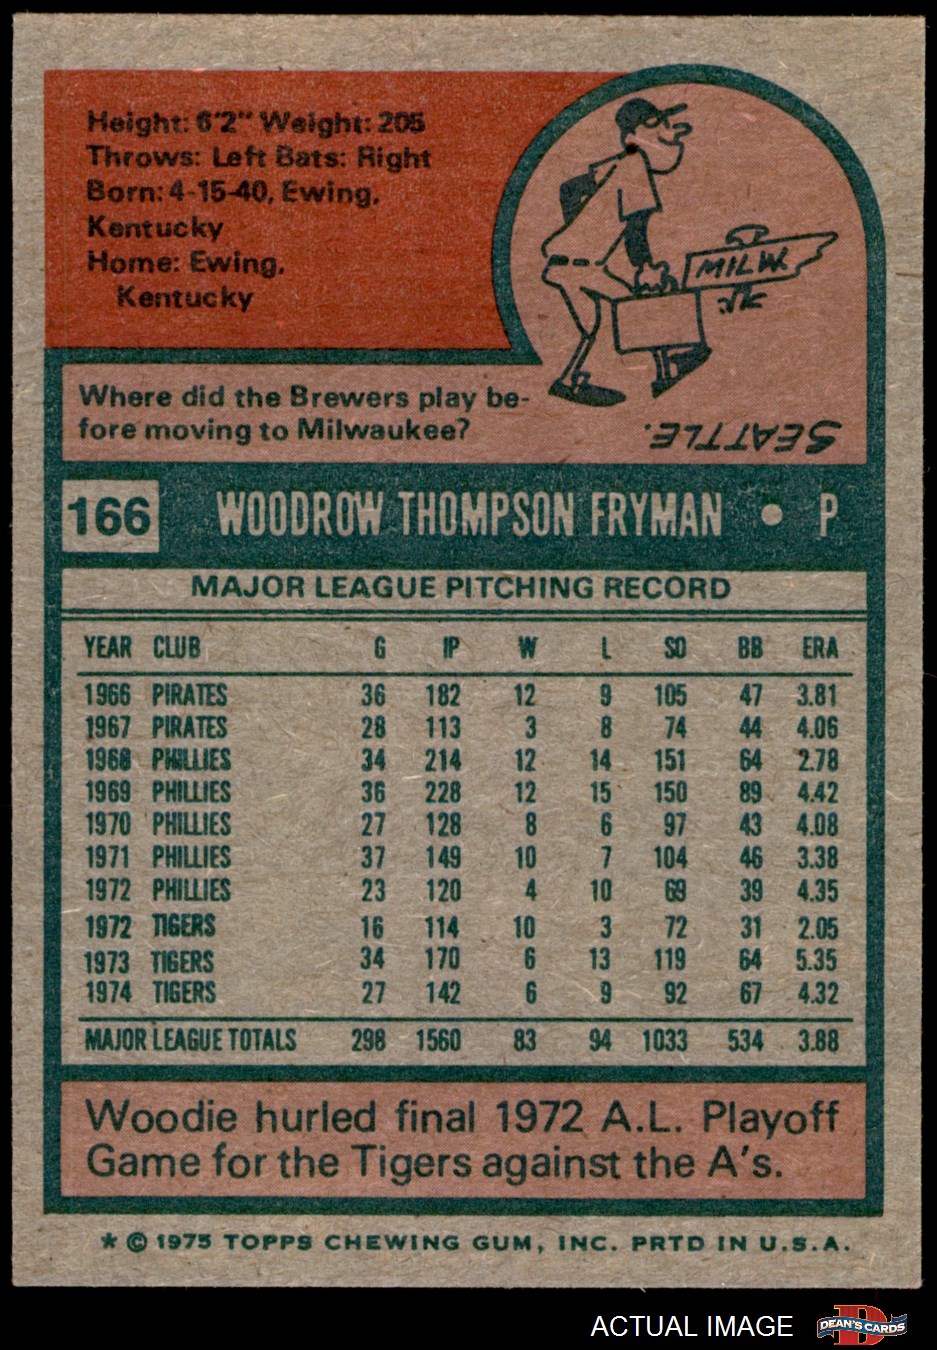 Height: 6'2" Weight: 205
Throws: Left Bats: Right
Born: 4-15-40, Ewing,
Kentucky
Home: Ewing,
Kentucky
MILW.
Where did the Brewers play be-
fore moving to Milwaukee?
SEATTLE.
166 WOODROW THOMPSON FRYMAN • P
MAJOR LEAGUE PITCHING RECORD
YEAR CLUB G IP W L SO BB ERA
1966 PIRATES 36 182 12 9 105 47 3.81
1967 PIRATES 28 113 3 8 74 44 4.06
1968 PHILLIES 34 214 12 14 151 64 2.78
1969 PHILLIES 36 228 12 15 150 89 4.42
1970 PHILLIES 27 128 8 6 97 43 4.08
1971 PHILLIES 37 149 10 7 104 46 3.38
1972 PHILLIES 23 120 4 10 69 39 4.35
1972 TIGERS 16 114 10 3 72 31 2.05
1973 TIGERS 34 170 6 13 119 64 5.35
1974 TIGERS 27 142 6 9 92 67 4.32
MAJOR LEAGUE TOTALS 298 1560 83 94 1033 534 3.88
Woodie hurled final 1972 A.L. Playoff
Game for the Tigers against the A's.
* © 1975 TOPPS CHEWING GUM, INC. PRTD IN U.S.A.
ACTUAL IMAGE
D
DEAN'S CARDS